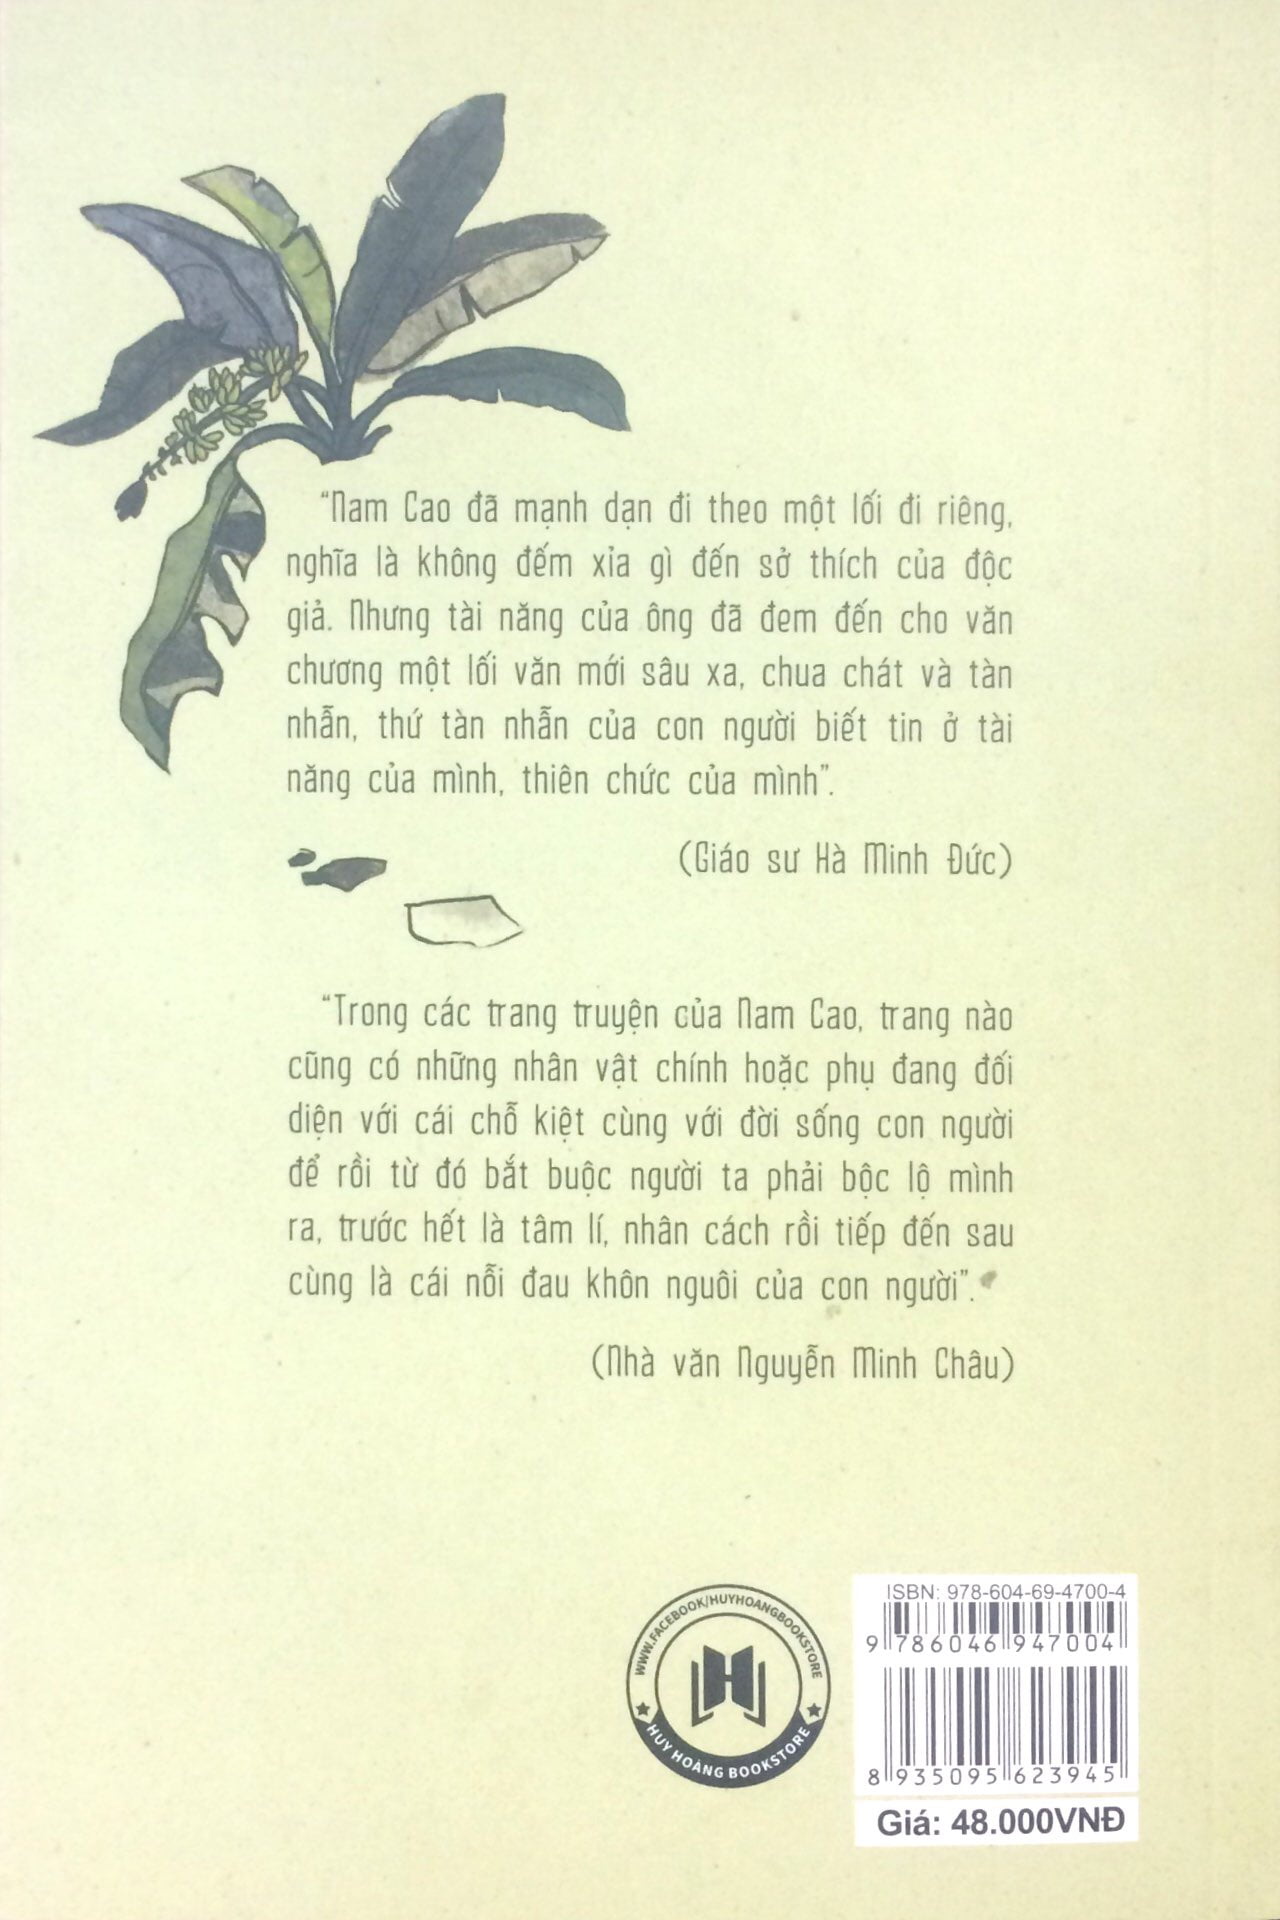 “Nam Cao đã mạnh dạn đi theo một lối đi riêng,
nghĩa là không đếm xỉa gì đến sở thích của độc
giả. Nhưng tài năng của ông đã đem đến cho văn
chương một lối văn mới sâu xa, chua chát và tàn
nhẫn, thứ tàn nhẫn của con người biết tin ở tài
năng của mình, thiên chức của mình”.
(Giáo sư Hà Minh Đức)
“Trong các trang truyện của Nam Cao, trang nào
cũng có những nhân vật chính hoặc phụ đang đối
diện với cái chỗ kiệt cùng với đời sống con người
để rồi từ đó bắt buộc người ta phải bộc lộ mình
ra, trước hết là tâm lí, nhân cách rồi tiếp đến sau
cùng là cái nỗi đau khôn nguôi của con người”.
(Nhà văn Nguyễn Minh Châu)
WWW.FACEBOOK/HUYHOANGBOOKSTORE
HUY HOÀNG BOOKSTORE
ISBN: 978-604-69-4700-4
9 786046 947004
8 935095 623945
Giá: 48.000VNĐ